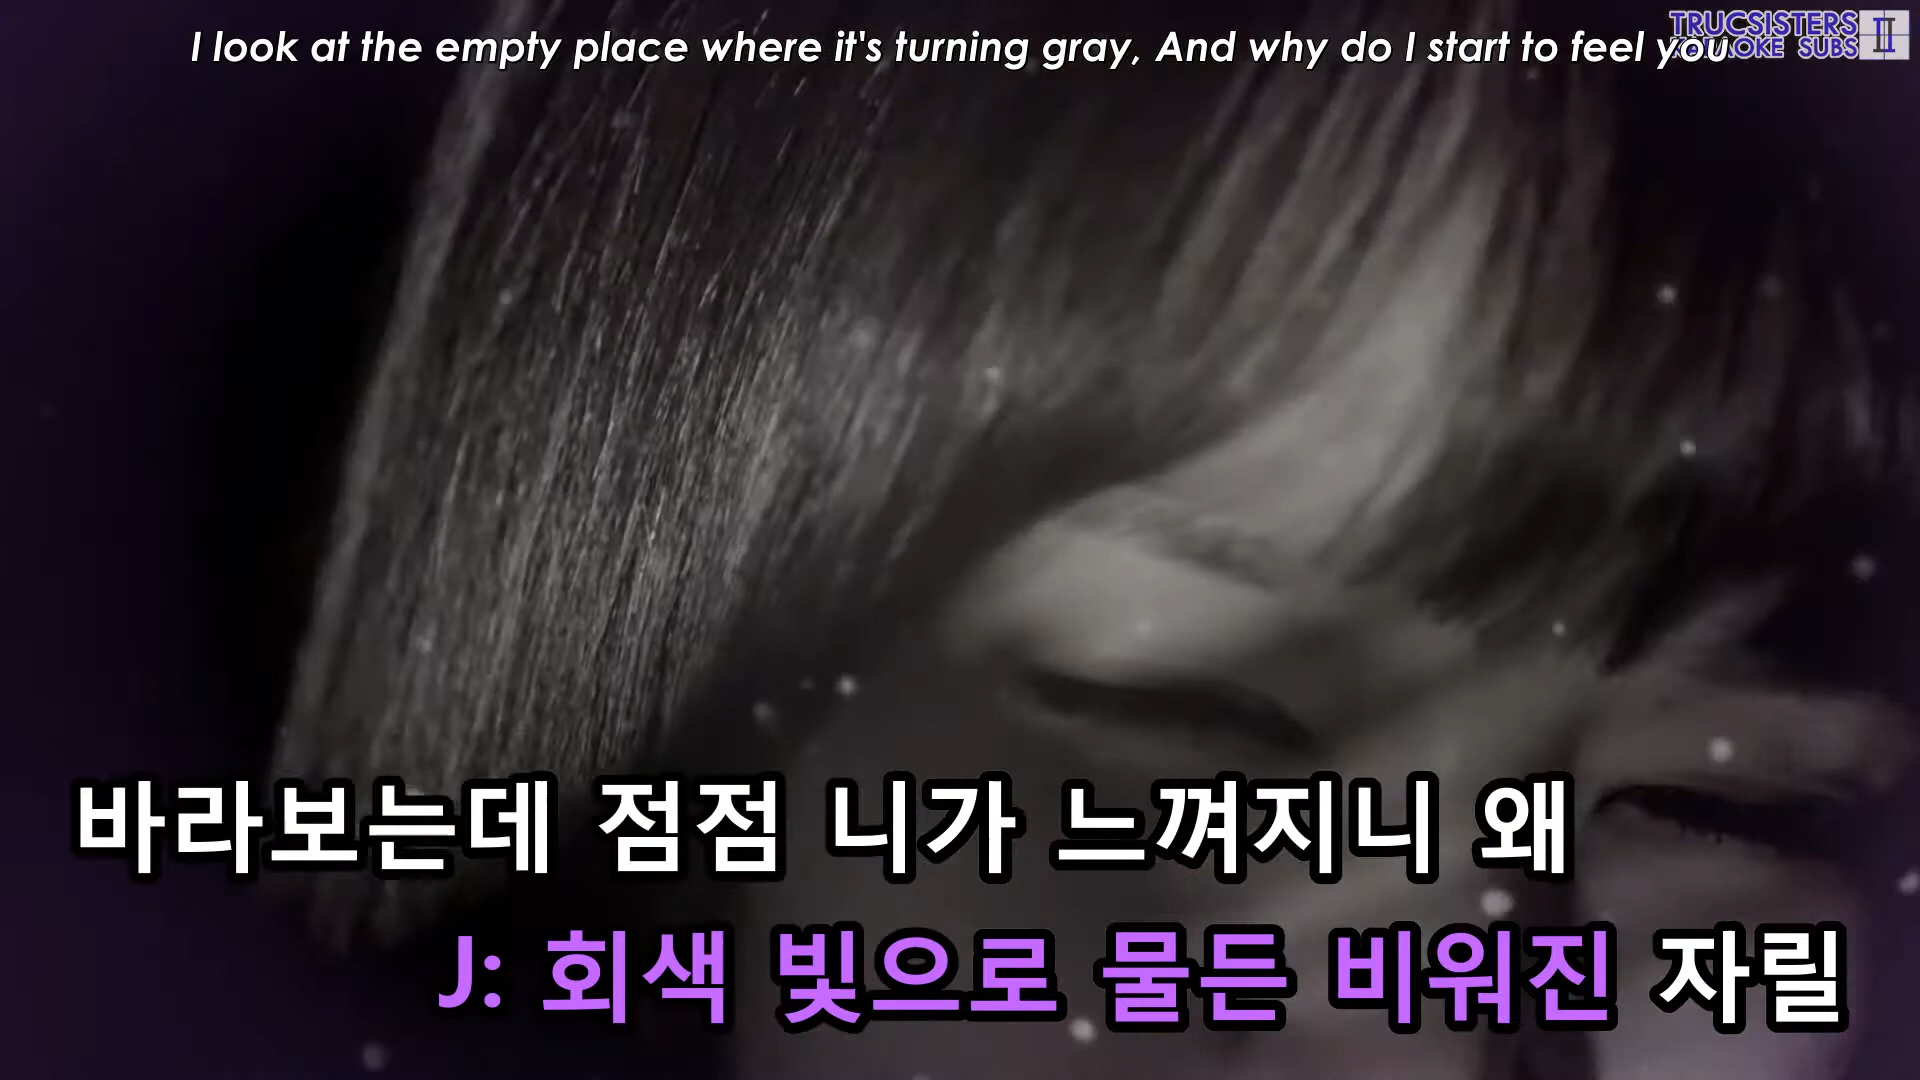 I look at the empty place where it's turning gray, And why do I start to feel you
TRUCSISTERS II
KARAOKE SUBS
바라보는데 점점 니가 느껴지니 왜
J: 회색 빛으로 물든 비워진 자릴